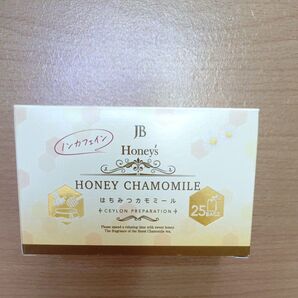 JB
ノンカフェイン
Honey's
HONEY CHAMOMILE
はちみつカモミール
CEYLON PREPARATION
25 BAGS
Please spend a relaxing time with sweet honey
The fragrance of the finest Chamomile tea.